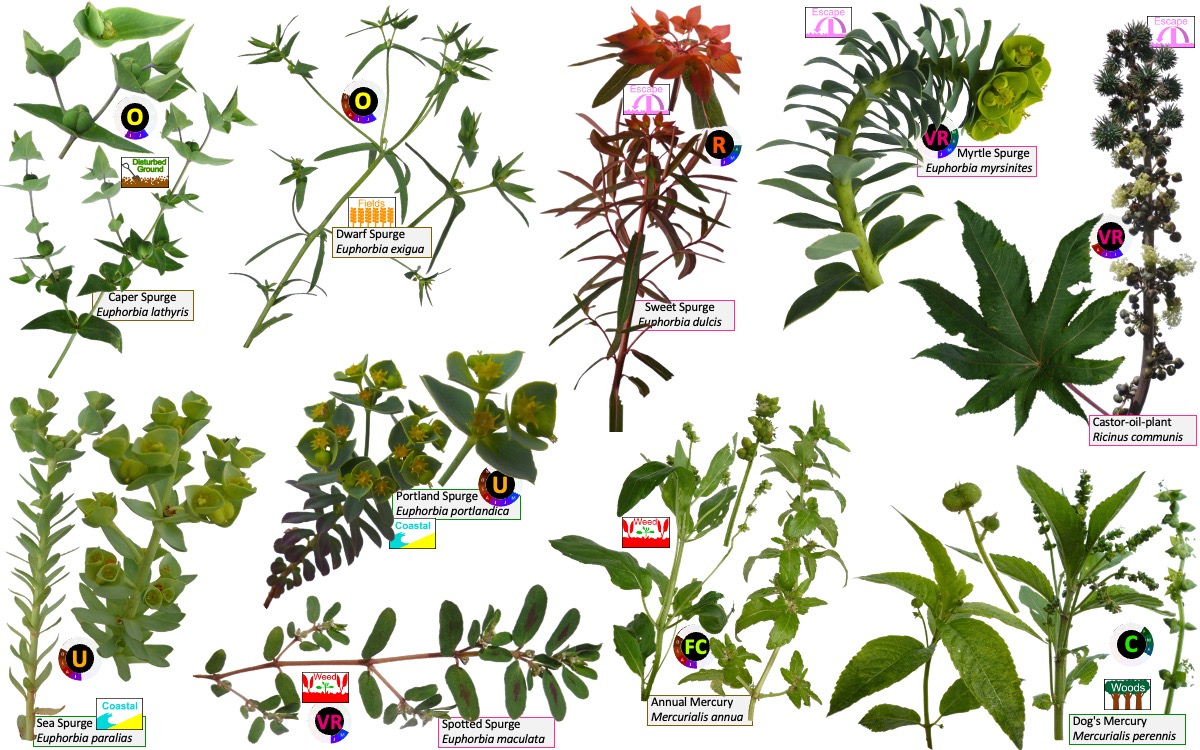 Escape
Escape
O
O
Escape
R
VR
Myrtle Spurge
Euphorbia myrsinites
Disturbed
Ground
Fields
Dwarf Spurge
Euphorbia exigua
VR
Caper Spurge
Euphorbia lathyris
Sweet Spurge
Euphorbia dulcis
Castor-oil-plant
Ricinus communis
U
Portland Spurge
Euphorbia portlandica
Coastal
Weed
FC
C
U
Weed
VR
Woods
Coastal
Sea Spurge
Euphorbia paralias
Spotted Spurge
Euphorbia maculata
Annual Mercury
Mercurialis annua
Dog's Mercury
Mercurialis perennis